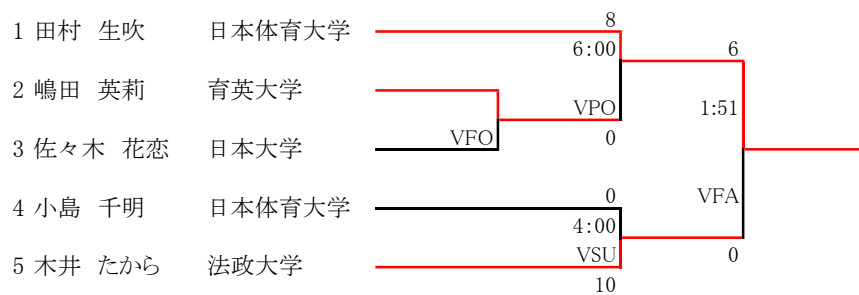 8
1 田村 生吹 日本体育大学
6:00 6
2 嶋田 英莉 育英大学
VPO 1:51
VFO 0
3 佐々木 花恋 日本大学
0 VFA
4 小島 千明 日本体育大学
4:00
VSU 0
5 木井 たから 法政大学
10